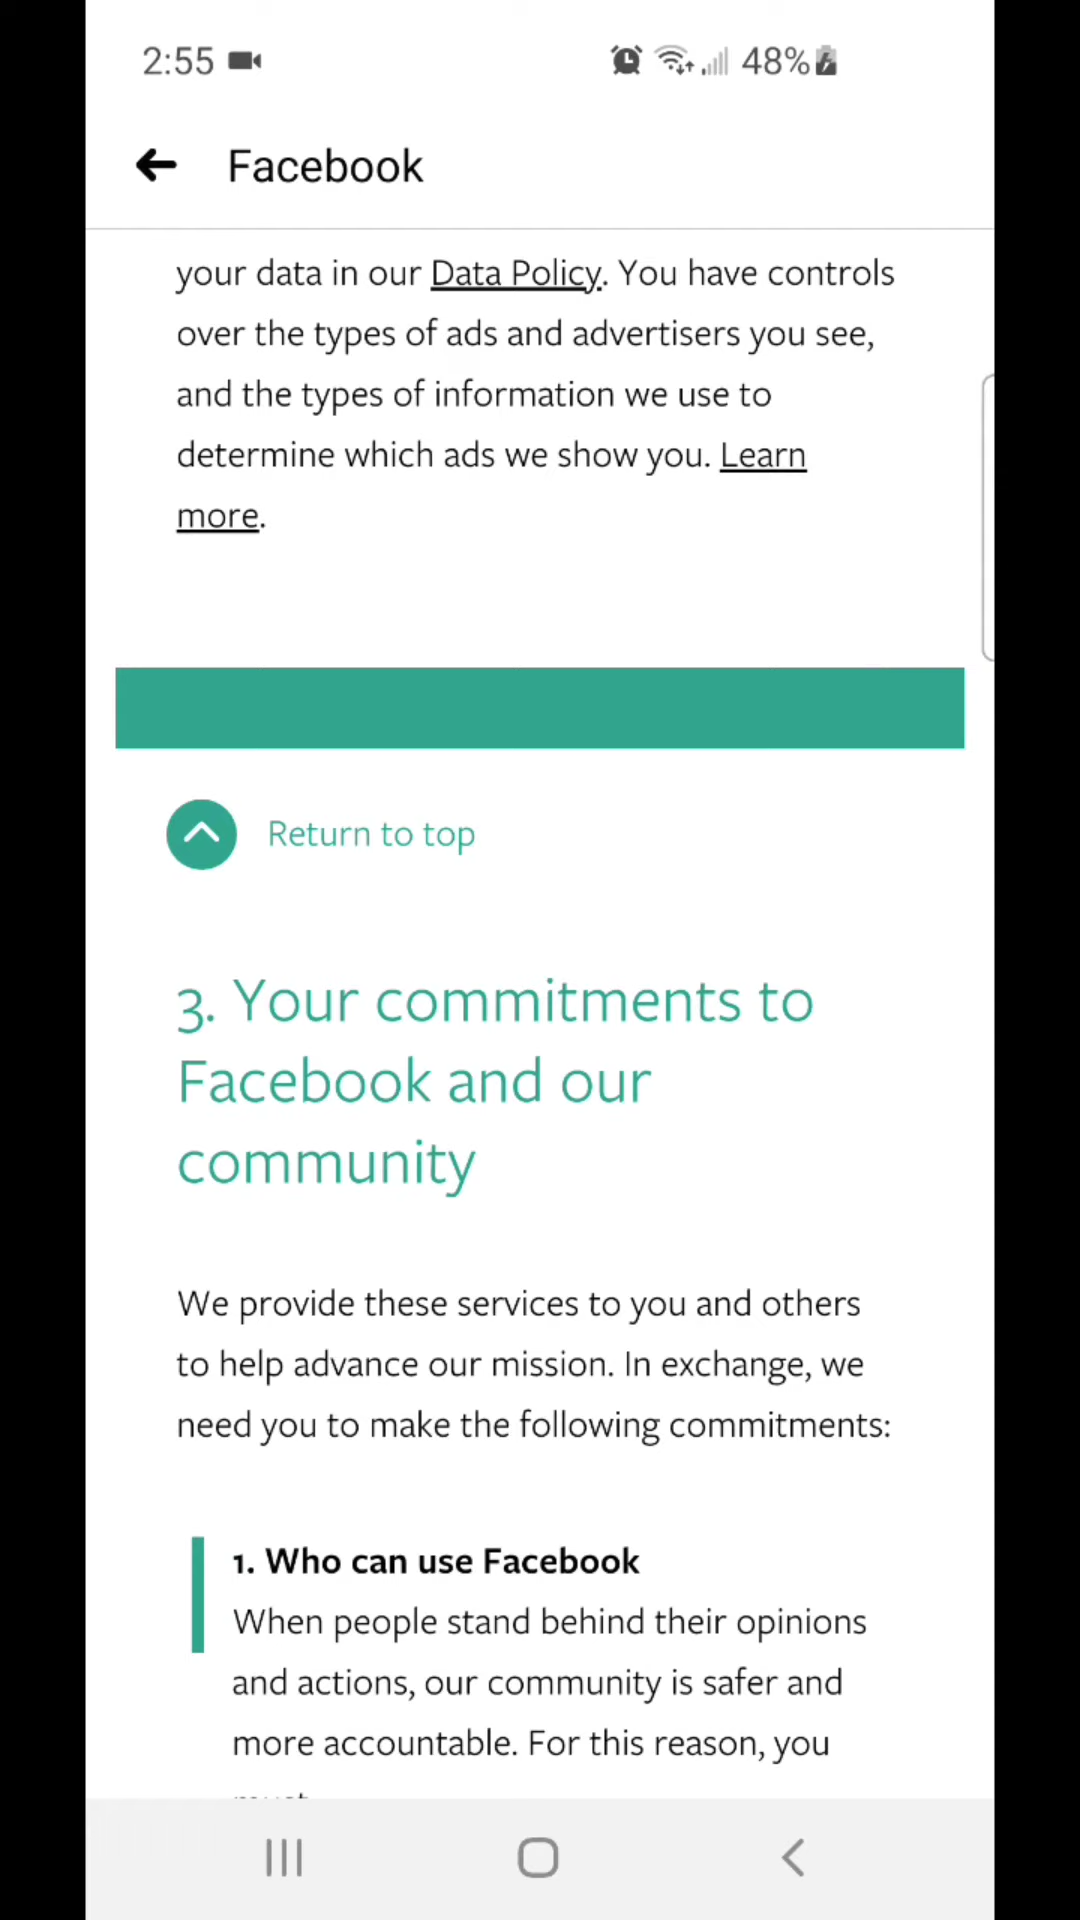 2:55
48%
Facebook
your data in our Data Policy. You have controls
over the types of ads and advertisers you see,
and the types of information we use to
determine which ads we show you. Learn
more.
Return to top
3. Your commitments to
Facebook and our
community
We provide these services to you and others
to help advance our mission. In exchange, we
need you to make the following commitments:
1. Who can use Facebook
When people stand behind their opinions
and actions, our community is safer and
more accountable. For this reason, you